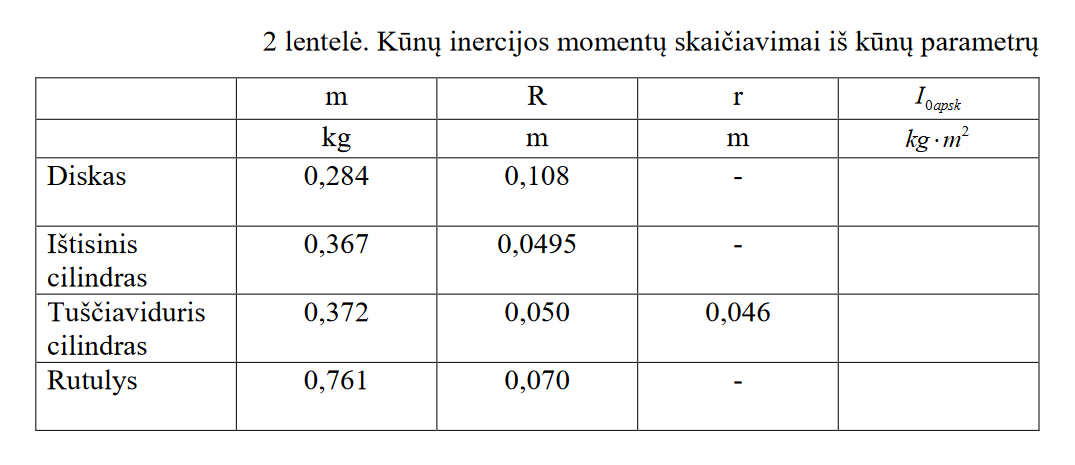 2 lentelė. Kūnų inercijos momentų skaičiavimai iš kūnų parametrų
m R r I₀apsk
kg m m kg·m²
Diskas 0,284 0,108 -
Ištisinis cilindras 0,367 0,0495 -
Tuščiaviduris cilindras 0,372 0,050 0,046
Rutulys 0,761 0,070 -